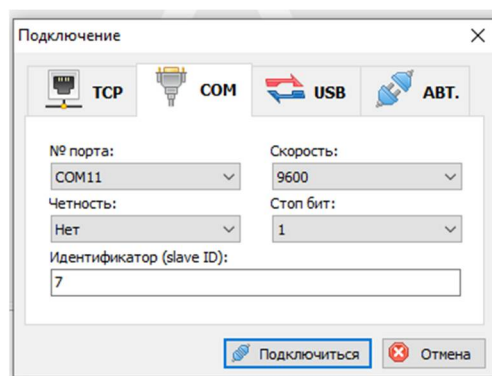 Подключение
TCP COM USB АВТ.
№ порта: Скорость:
COM11 9600
Четность: Стоп бит:
Нет 1
Идентификатор (slave ID):
7
Подключиться Отмена